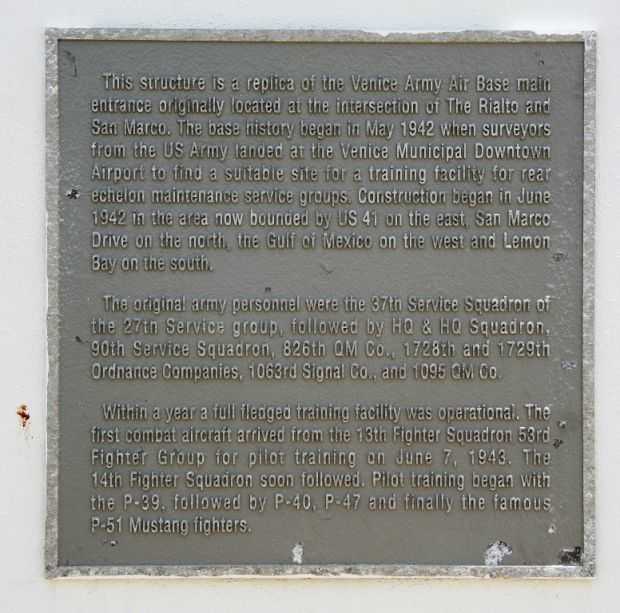 This structure is a replica of the Venice Army Air Base main
entrance originally located at the intersection of The Rialto and
San Marco. The base history began in May 1942 when surveyors
from the US Army landed at the Venice Municipal Downtown
Airport to find a suitable site for a training facility for rear
echelon maintenance service groups. Construction began in June
1942 in the area now bounded by US 41 on the east, San Marco
Drive on the north, the Gulf of Mexico on the west and Lemon
Bay on the south.
The original army personnel were the 37th Service Squadron of
the 27th Service group, followed by HQ & HQ Squadron,
90th Service Squadron, 826th QM Co., 1728th and 1729th
Ordnance Companies, 1063rd Signal Co., and 1095 QM Co.
Within a year a full fledged training facility was operational. The
first combat aircraft arrived from the 13th Fighter Squadron 53rd
Fighter Group for pilot training on June 7, 1943. The
14th Fighter Squadron soon followed. Pilot training began with
the P-39, followed by P-40, P-47 and finally the famous
P-51 Mustang fighters.